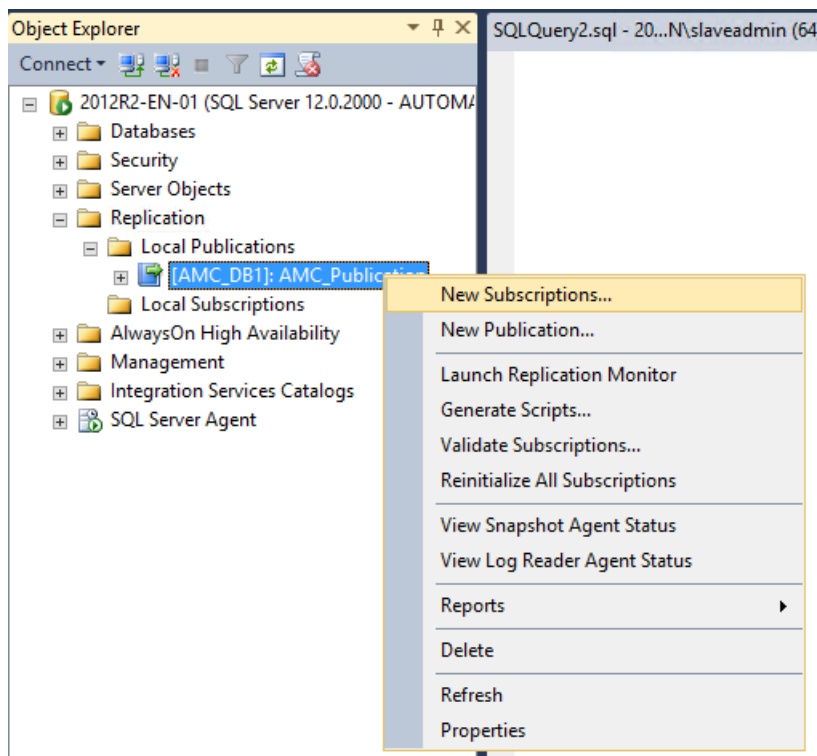 Object Explorer
SQLQuery2.sql - 20...N\slaveadmin (64
Connect
2012R2-EN-01 (SQL Server 12.0.2000 - AUTOMA
Databases
Security
Server Objects
Replication
Local Publications
[AMC_DB1]: AMC_Publication
Local Subscriptions
AlwaysOn High Availability
Management
Integration Services Catalogs
SQL Server Agent
New Subscriptions...
New Publication...
Launch Replication Monitor
Generate Scripts...
Validate Subscriptions...
Reinitialize All Subscriptions
View Snapshot Agent Status
View Log Reader Agent Status
Reports
Delete
Refresh
Properties